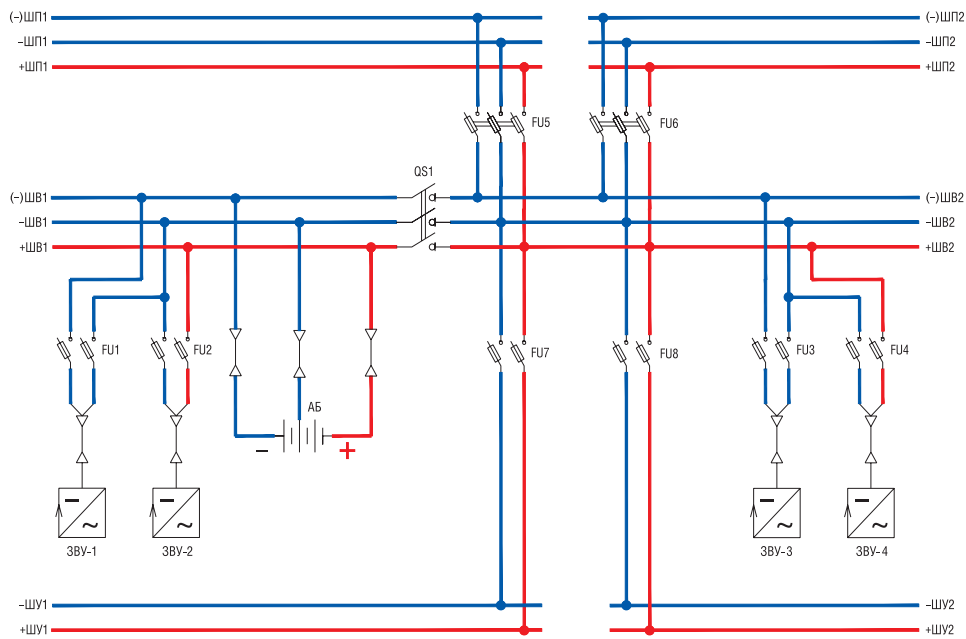 (-)ШП1 (-)ШП2
-ШП1 -ШП2
+ШП1 +ШП2
FU5 FU6
QS1
(-)ШВ1 (-)ШВ2
-ШВ1 -ШВ2
+ШВ1 +ШВ2
FU1 FU2 FU7 FU8 FU3 FU4
АБ
- +
- - - -
~ ~ ~ ~
ЗВУ-1 ЗВУ-2 ЗВУ-3 ЗВУ-4
-ШУ1 -ШУ2
+ШУ1 +ШУ2